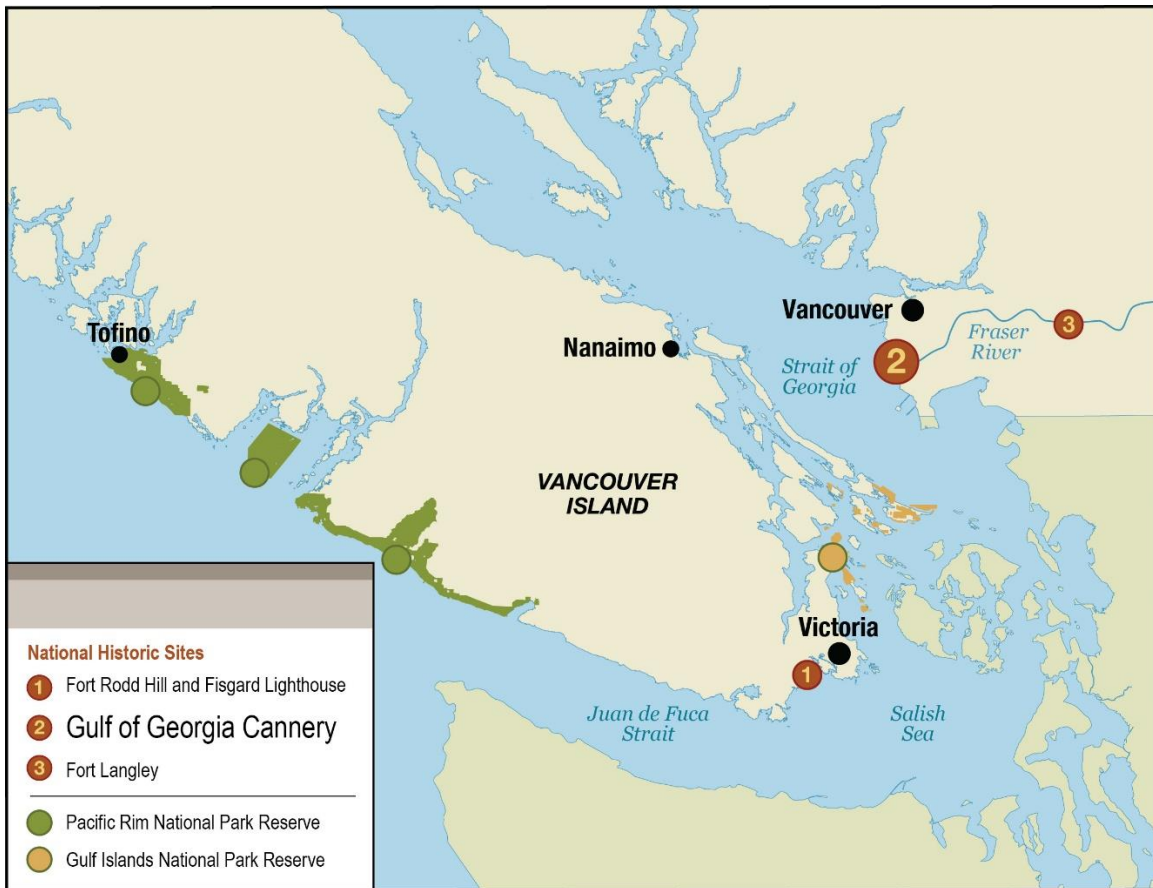 Tofino
Nanaimo
Vancouver
2
3
Fraser
River
Strait of
Georgia
VANCOUVER
ISLAND
Victoria
1
Juan de Fuca
Strait
Salish
Sea
National Historic Sites
1 Fort Rodd Hill and Fisgard Lighthouse
2 Gulf of Georgia Cannery
3 Fort Langley
Pacific Rim National Park Reserve
Gulf Islands National Park Reserve